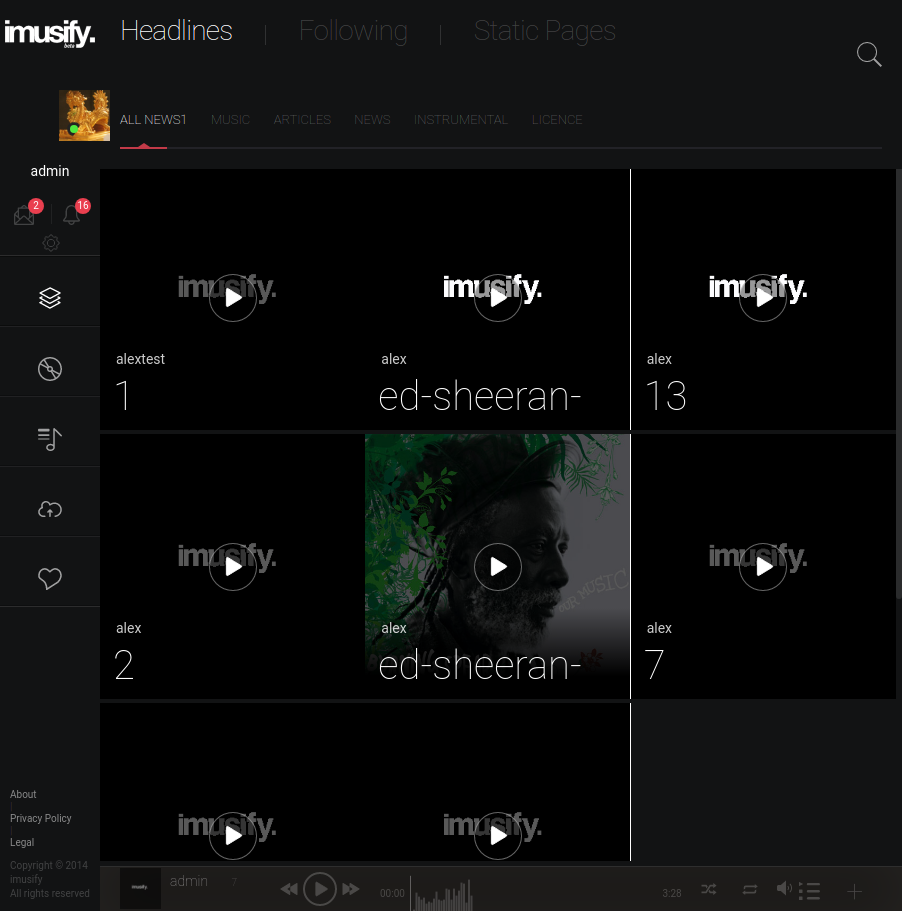 imusify.
beta
Headlines
Following
Static Pages
ALL NEWS1
MUSIC
ARTICLES
NEWS
INSTRUMENTAL
LICENCE
admin
2
16
imusify.
alextest
1
imusify.
alex
ed-sheeran-
imusify.
alex
13
imusify.
alex
2
OUR MUSIC
alex
ed-sheeran-
imusify.
alex
7
imusify.
imusify.
About
Privacy Policy
Legal
Copyright © 2014
imusify
All rights reserved
imusify
admin
7
00:00
3:28